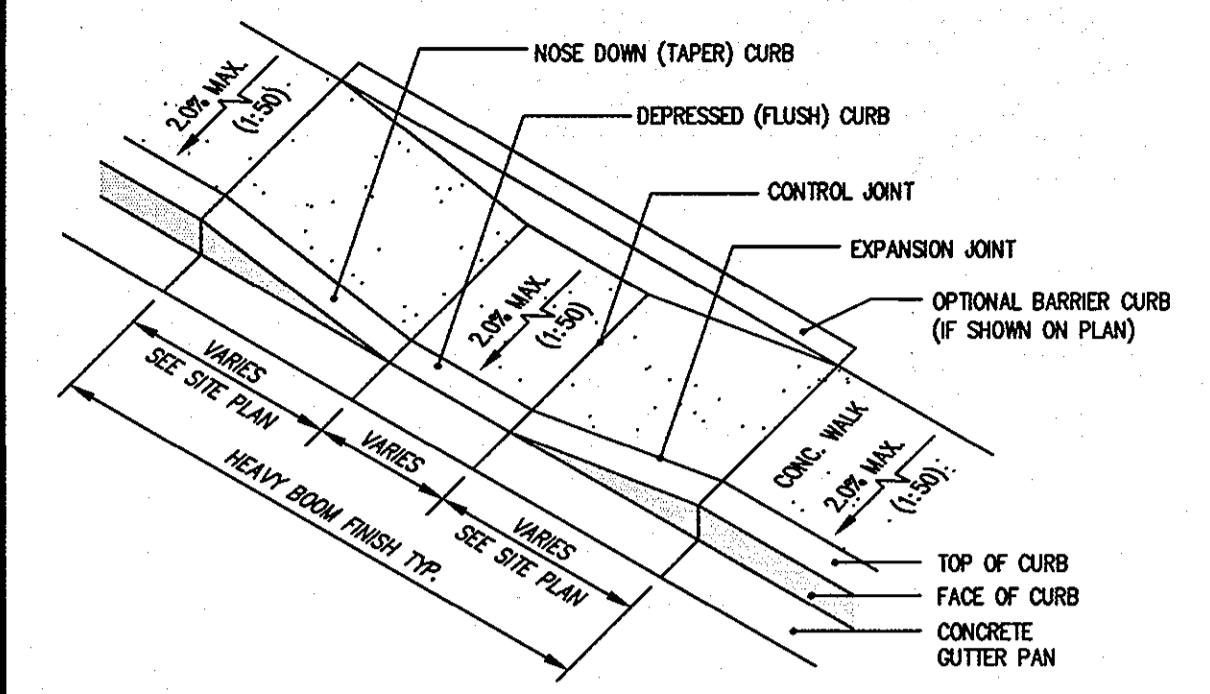 NOSE DOWN (TAPER) CURB
DEPRESSED (FLUSH) CURB
CONTROL JOINT
EXPANSION JOINT
OPTIONAL BARRIER CURB
(IF SHOWN ON PLAN)
2.0% MAX.
(1:50)
2.0% MAX.
(1:50)
CONC. WALK
2.0% MAX.
(1:50)
VARIES
SEE SITE PLAN
VARIES
VARIES
SEE SITE PLAN
HEAVY BOOM FINISH TYP.
TOP OF CURB
FACE OF CURB
CONCRETE
GUTTER PAN